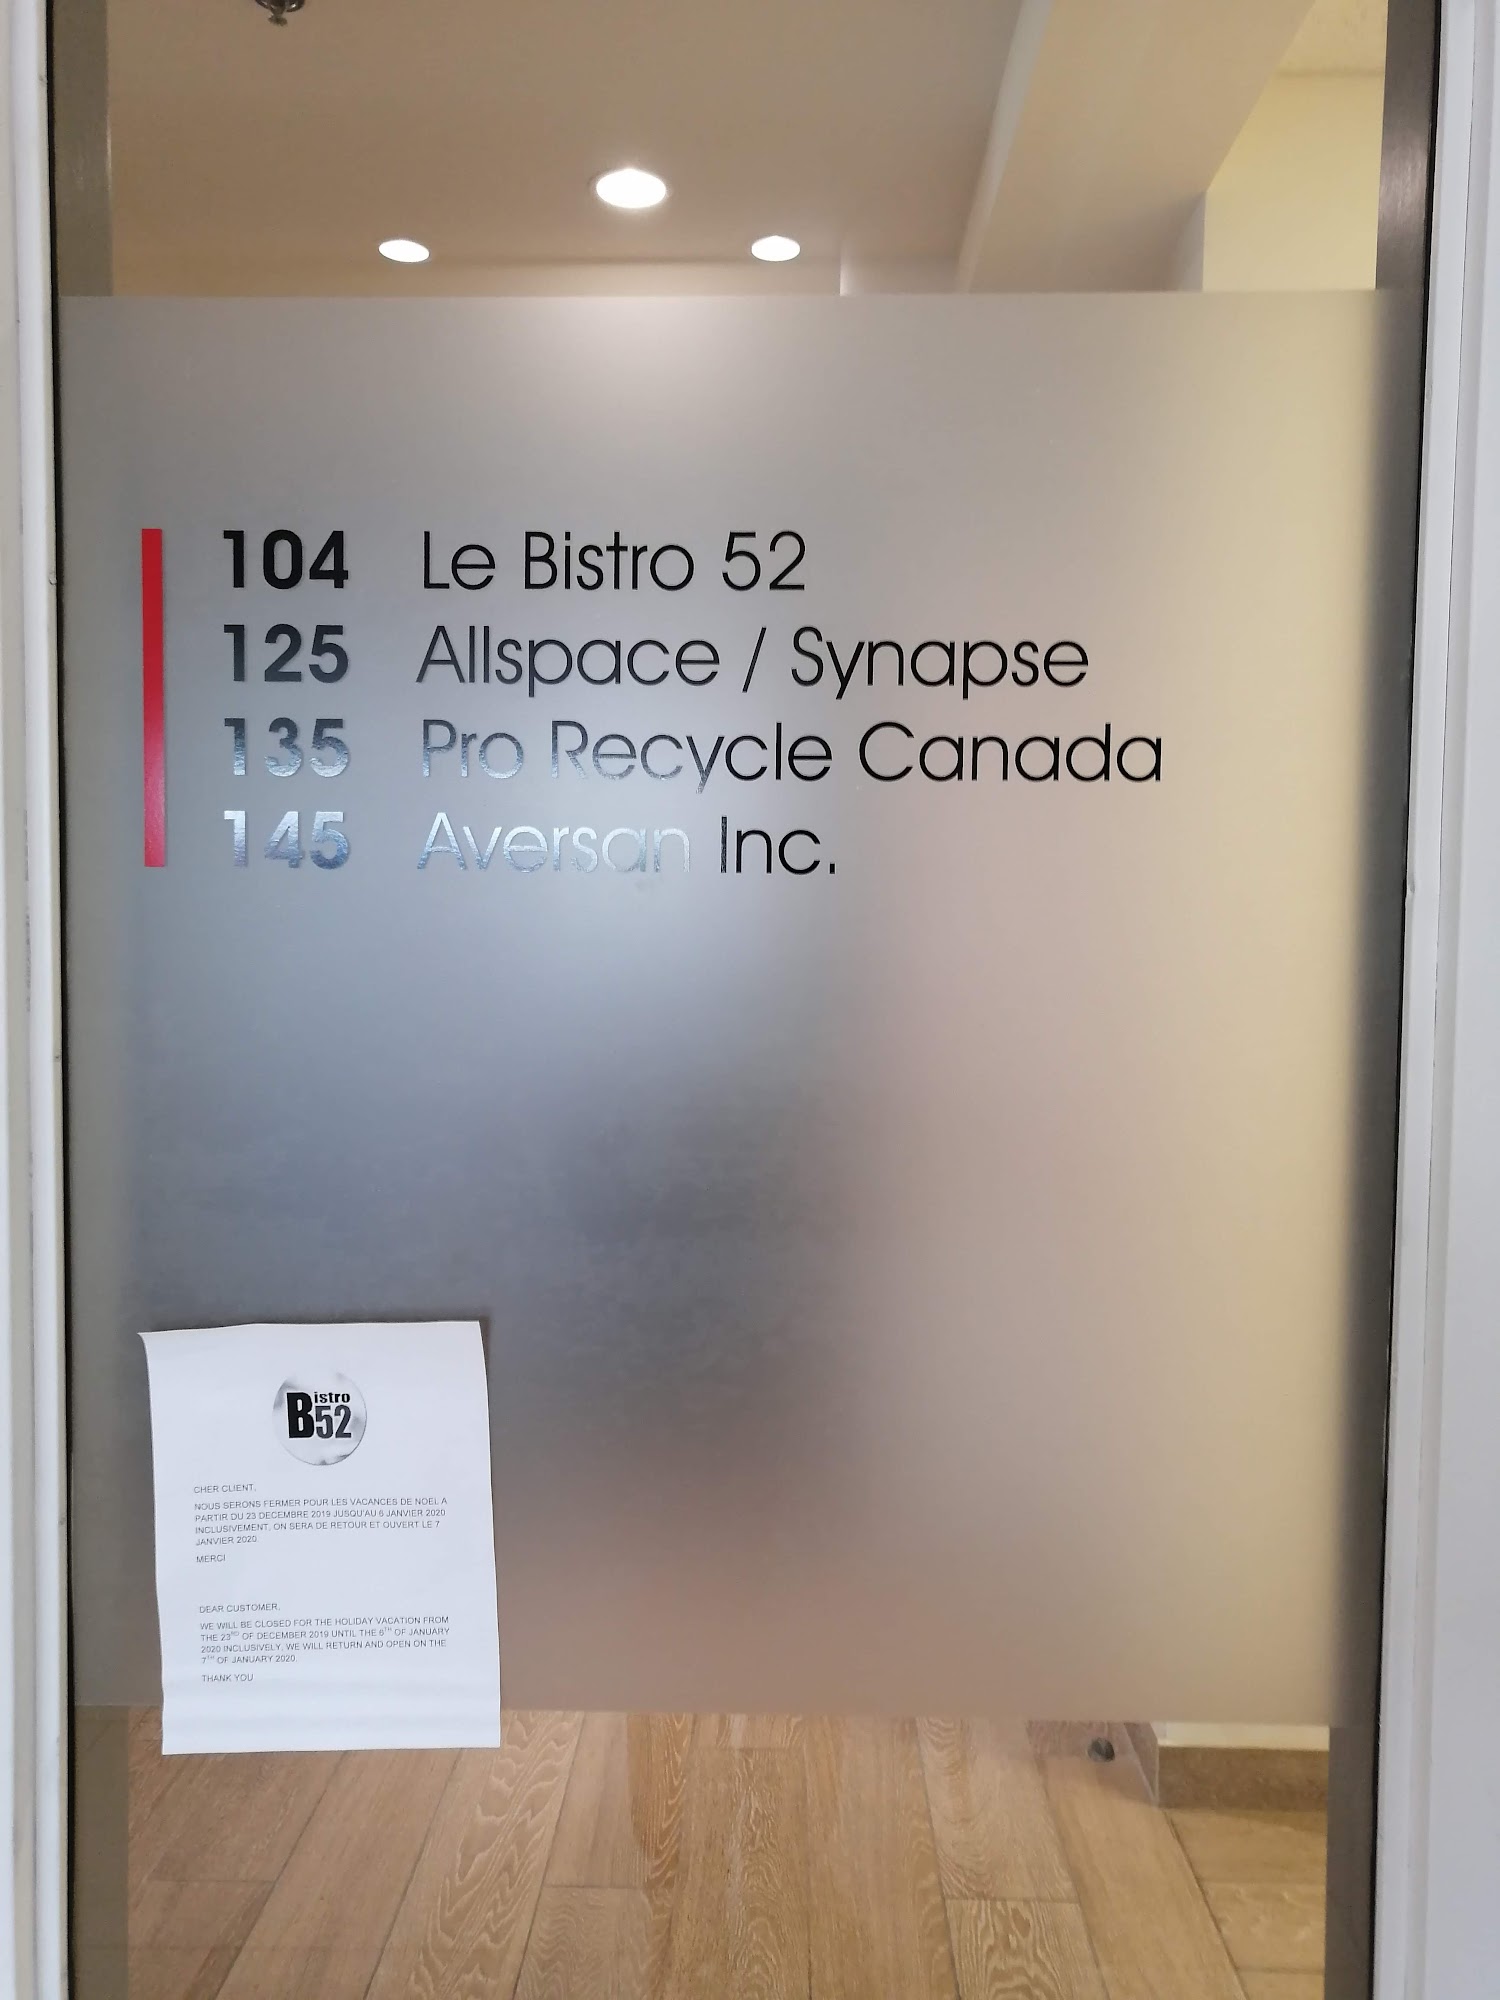 104 Le Bistro 52
125 Allspace / Synapse
135 Pro Recycle Canada
145 Aversan Inc.
Bistro
B52
CHER CLIENT,
NOUS SERONS FERMER POUR LES VACANCES DE NOEL A
PARTIR DU 23 DECEMBRE 2019 JUSQU'AU 6 JANVIER 2020
INCLUSIVEMENT, ON SERA DE RETOUR ET OUVERT LE 7
JANVIER 2020.
MERCI
DEAR CUSTOMER,
WE WILL BE CLOSED FOR THE HOLIDAY VACATION FROM
THE 23RD OF DECEMBER 2019 UNTIL THE 6TH OF JANUARY
2020 INCLUSIVELY, WE WILL RETURN AND OPEN ON THE
7TH OF JANUARY 2020.
THANK YOU